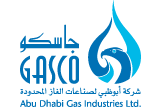 جاسكو
GASCO
شركة أبوظبي لصناعات الغاز المحدودة
Abu Dhabi Gas Industries Ltd.